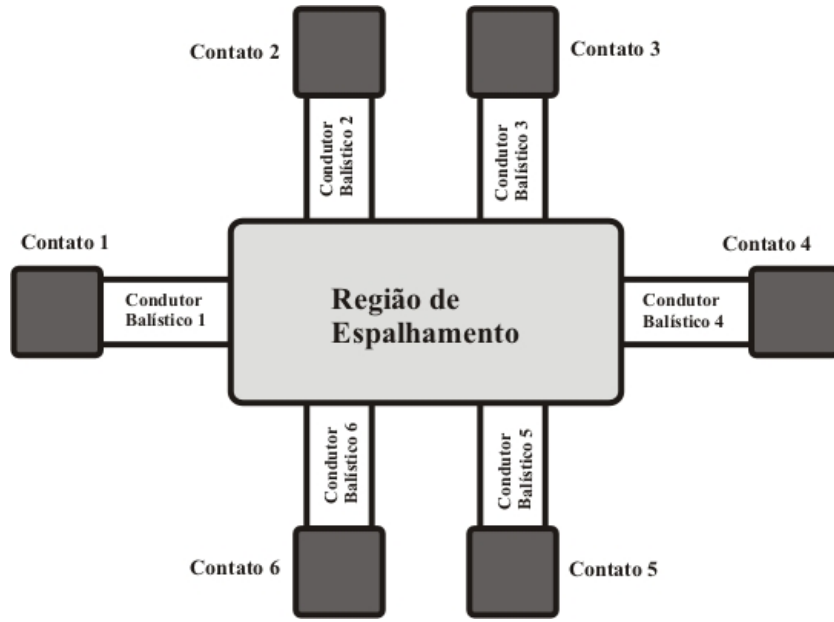 Contato 2
Contato 3
Condutor
Balístico 2
Condutor
Balístico 3
Contato 1
Contato 4
Condutor
Balístico 1
Região de
Espalhamento
Condutor
Balístico 4
Condutor
Balístico 6
Condutor
Balístico 5
Contato 6
Contato 5